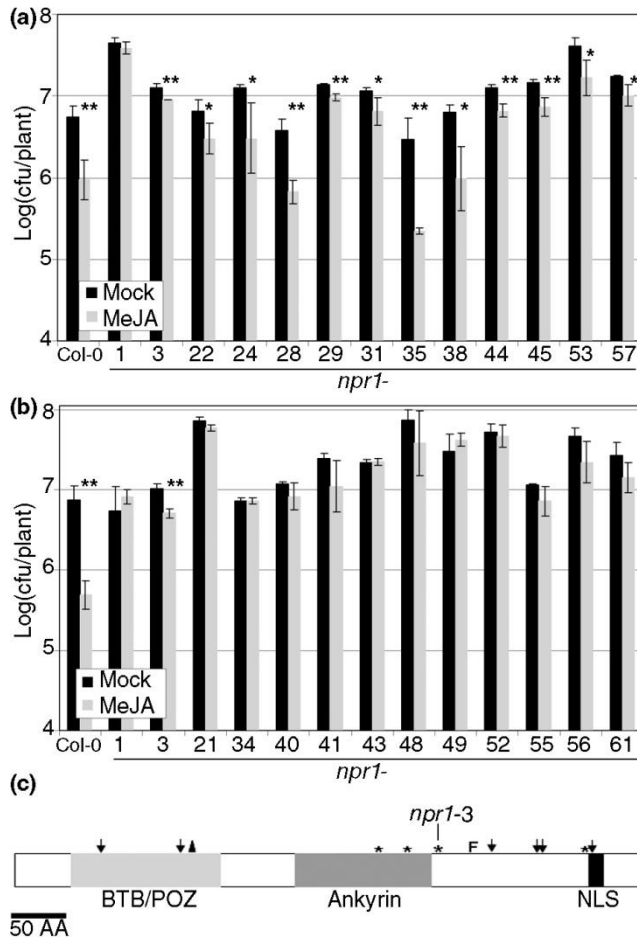 (a)
8
7
6
5
4
Log(cfu/plant)
** ** * * ** ** * ** * ** ** * *
Mock
MeJA
Col-0 1 3 22 24 28 29 31 35 38 44 45 53 57
npr1-
(b)
8
7
6
5
4
Log(cfu/plant)
** **
Mock
MeJA
Col-0 1 3 21 34 40 41 43 48 49 52 55 56 61
npr1-
(c)
npr1-3
* * * F *
BTB/POZ Ankyrin NLS
50 AA